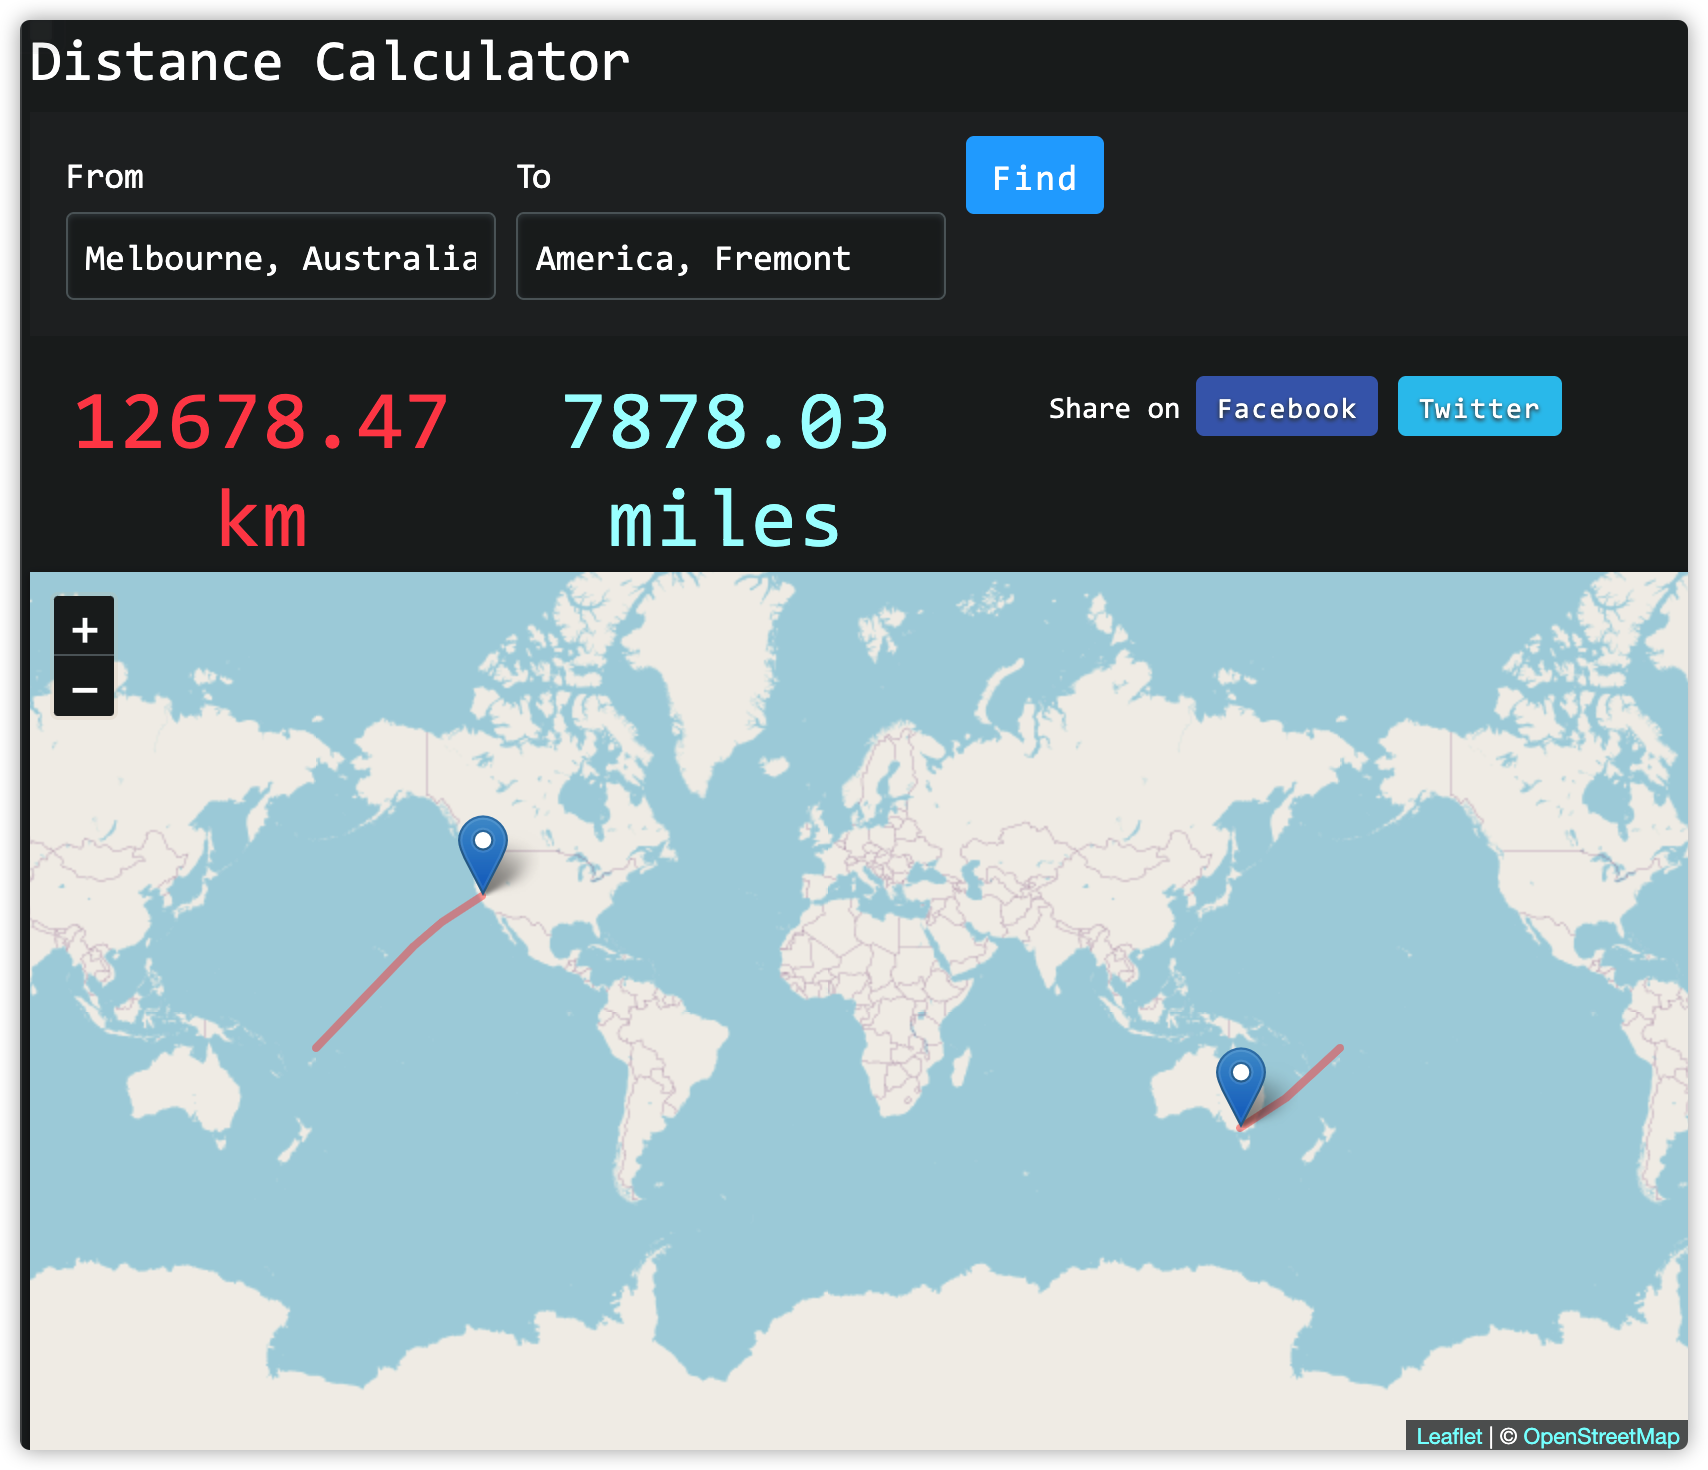 Distance Calculator
From
To
Find
Melbourne, Australia
America, Fremont
12678.47
km
7878.03
miles
Share on
Facebook
Twitter
+
−
Leaflet | © OpenStreetMap